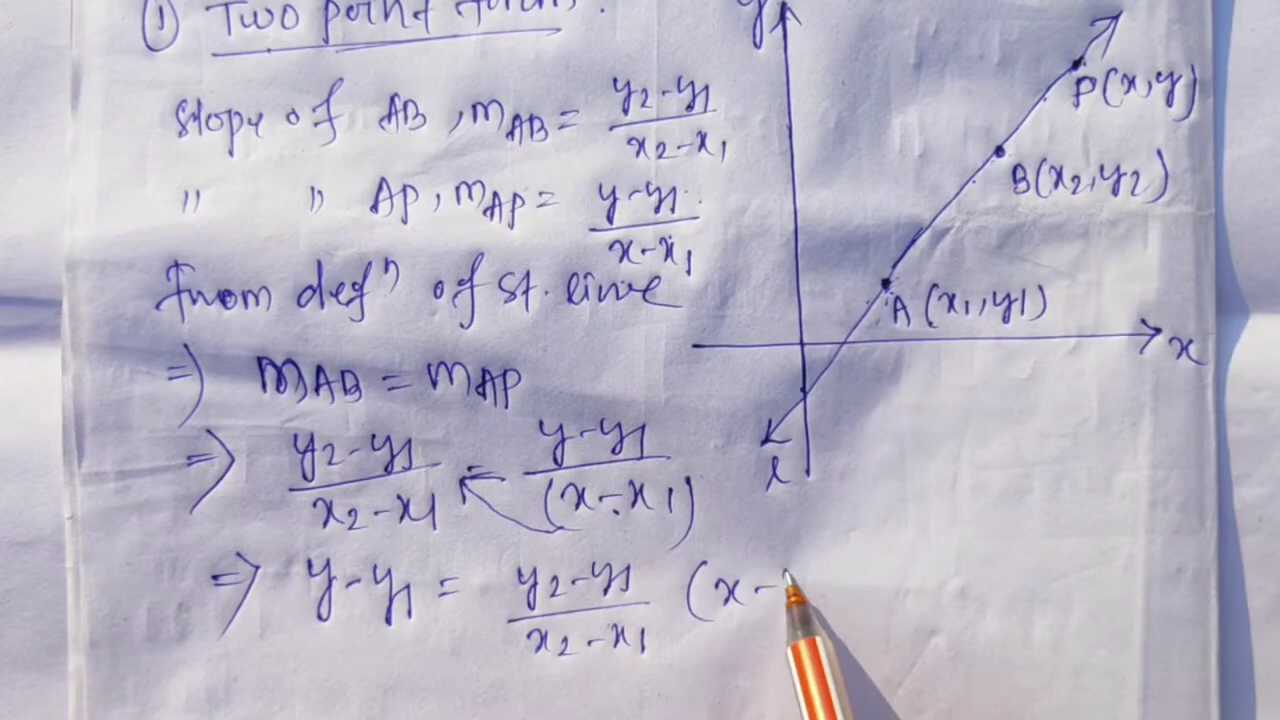 ① Two point form:
Slope of AB, mAB = y2-y1 / x2-x1
" " AP, mAP = y-y1 / x-x1
From defⁿ of st. line
=> mAB = mAP
=> y2-y1 / x2-x1 = y-y1 / (x-x1)
=> y-y1 = y2-y1 / x2-x1 (x-
y
P(x,y)
B(x2,y2)
A(x1,y1)
x
l